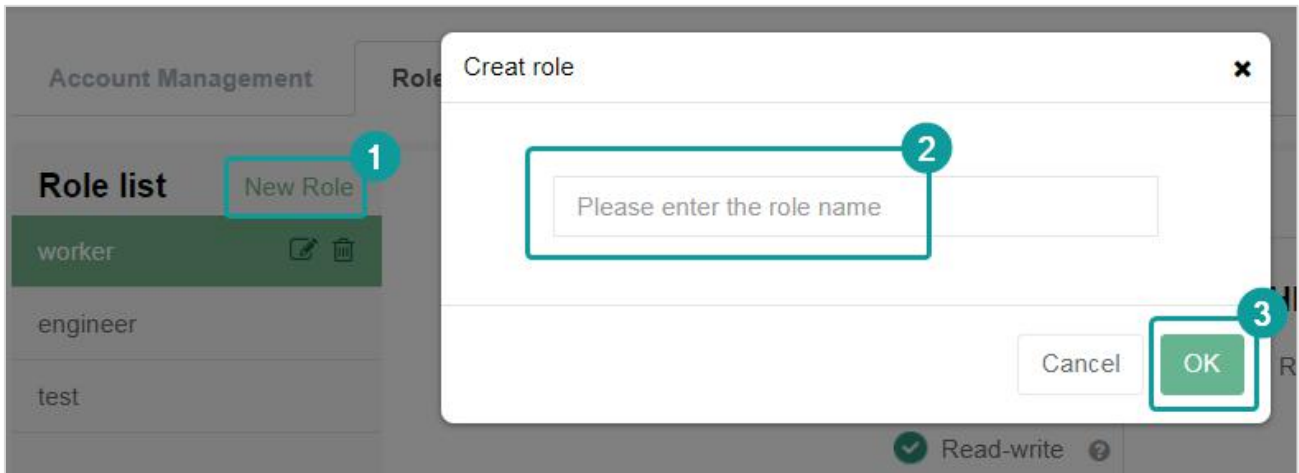 Account Management
Role
Creat role
1
2
Role list
New Role
Please enter the role name
worker
engineer
3
Cancel
OK
R
test
Read-write